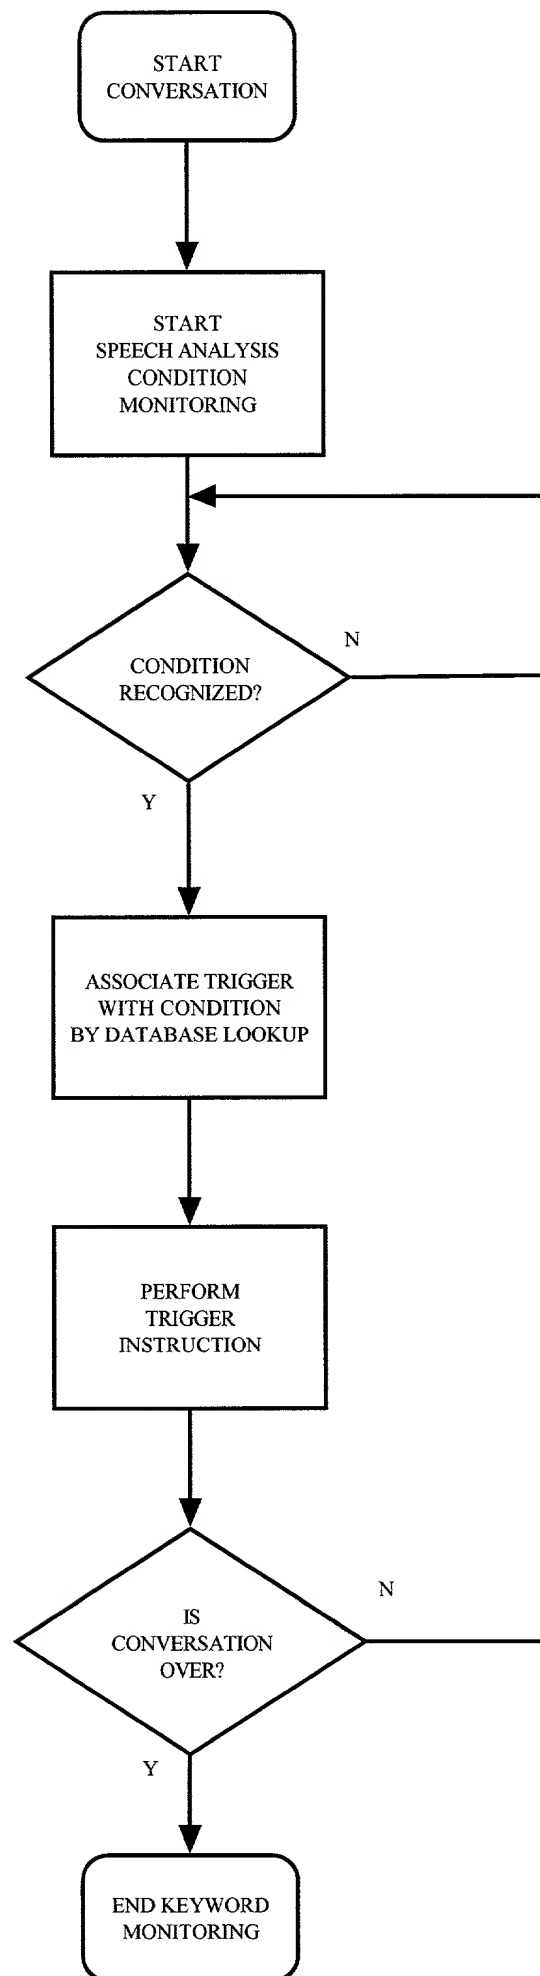 START
CONVERSATION
START
SPEECH ANALYSIS
CONDITION
MONITORING
N
CONDITION
RECOGNIZED?
Y
ASSOCIATE TRIGGER
WITH CONDITION
BY DATABASE LOOKUP
PERFORM
TRIGGER
INSTRUCTION
N
IS
CONVERSATION
OVER?
Y
END KEYWORD
MONITORING